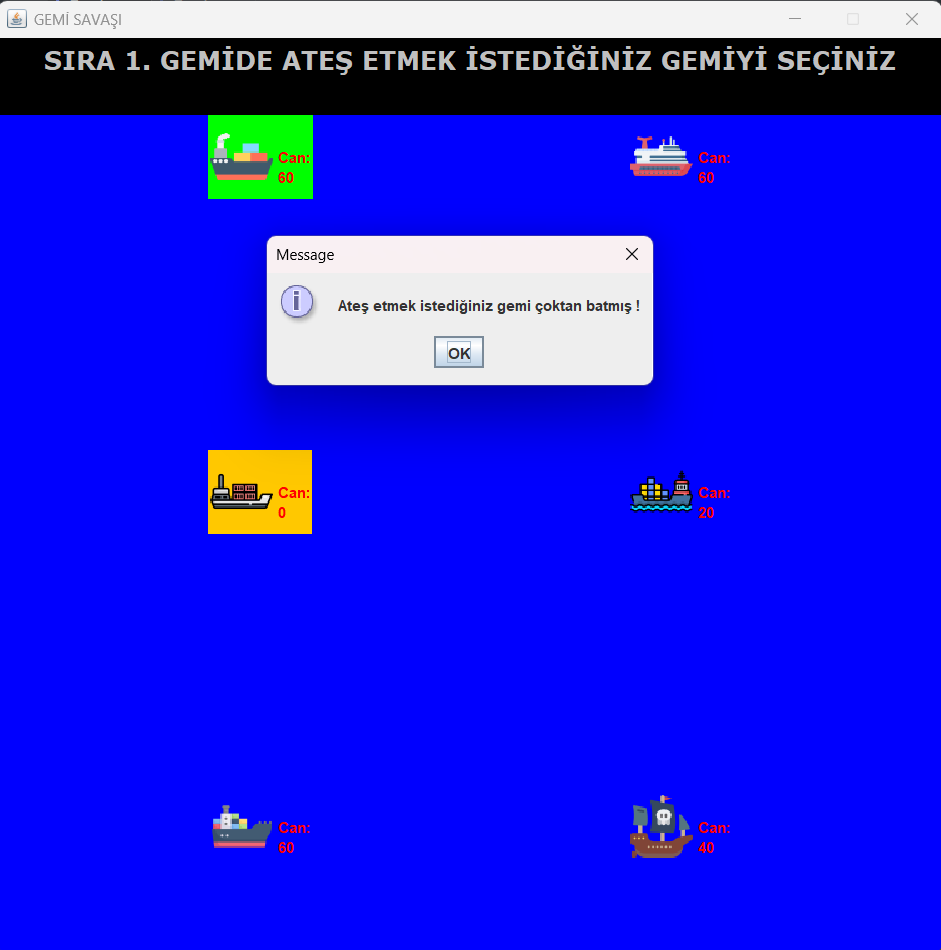 GEMİ SAVAŞI
SIRA 1. GEMİDE ATEŞ ETMEK İSTEDİĞİNİZ GEMİYİ SEÇİNİZ
Can:
60
Can:
60
Message
Ateş etmek istediğiniz gemi çoktan batmış !
OK
Can:
0
Can:
20
Can:
60
Can:
40